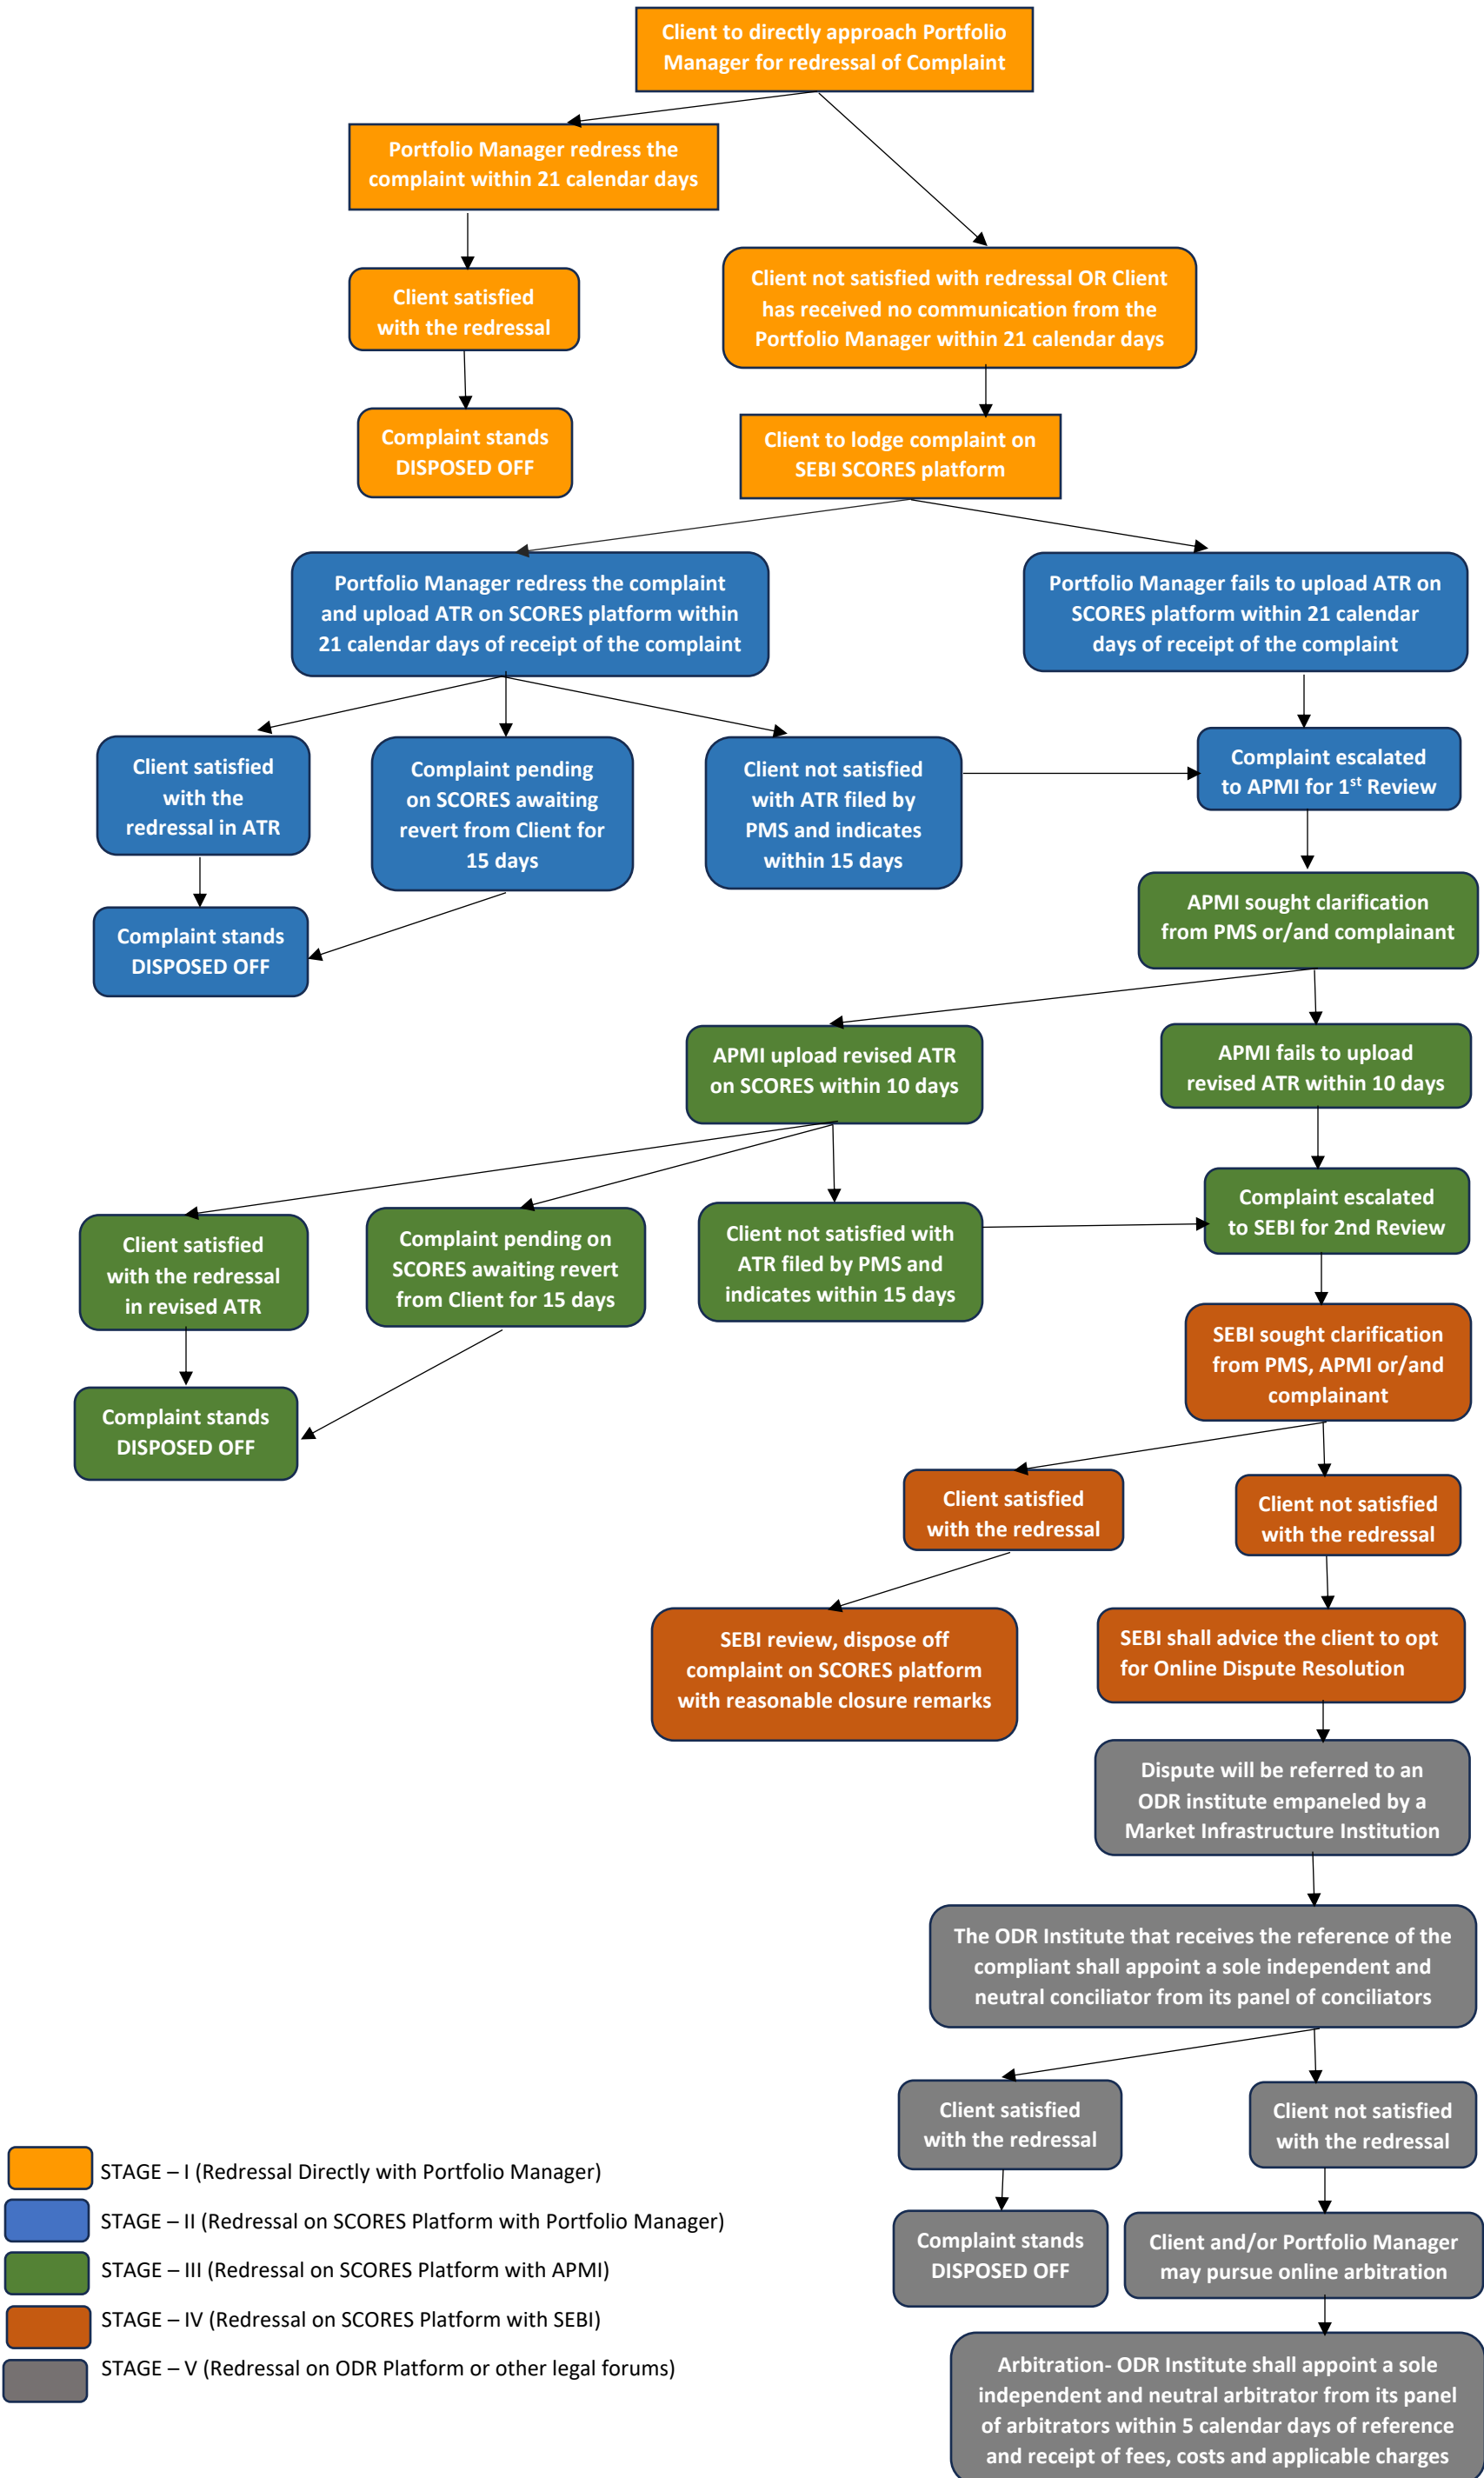 Client to directly approach Portfolio
Manager for redressal of Complaint
Portfolio Manager redress the
complaint within 21 calendar days
Client satisfied
with the redressal
Client not satisfied with redressal OR Client
has received no communication from the
Portfolio Manager within 21 calendar days
Complaint stands
DISPOSED OFF
Client to lodge complaint on
SEBI SCORES platform
Portfolio Manager redress the complaint
and upload ATR on SCORES platform within
21 calendar days of receipt of the complaint
Portfolio Manager fails to upload ATR on
SCORES platform within 21 calendar
days of receipt of the complaint
Client satisfied
with the
redressal in ATR
Complaint pending
on SCORES awaiting
revert from Client for
15 days
Client not satisfied
with ATR filed by
PMS and indicates
within 15 days
Complaint escalated
to APMI for 1st Review
Complaint stands
DISPOSED OFF
APMI sought clarification
from PMS or/and complainant
APMI upload revised ATR
on SCORES within 10 days
APMI fails to upload
revised ATR within 10 days
Client satisfied
with the redressal
in revised ATR
Complaint pending on
SCORES awaiting revert
from Client for 15 days
Client not satisfied with
ATR filed by PMS and
indicates within 15 days
Complaint escalated
to SEBI for 2nd Review
SEBI sought clarification
from PMS, APMI or/and
complainant
Complaint stands
DISPOSED OFF
Client satisfied
with the redressal
Client not satisfied
with the redressal
SEBI review, dispose off
complaint on SCORES platform
with reasonable closure remarks
SEBI shall advice the client to opt
for Online Dispute Resolution
Dispute will be referred to an
ODR institute empaneled by a
Market Infrastructure Institution
The ODR Institute that receives the reference of the
compliant shall appoint a sole independent and
neutral conciliator from its panel of conciliators
Client satisfied
with the redressal
Client not satisfied
with the redressal
Complaint stands
DISPOSED OFF
Client and/or Portfolio Manager
may pursue online arbitration
Arbitration- ODR Institute shall appoint a sole
independent and neutral arbitrator from its panel
of arbitrators within 5 calendar days of reference
and receipt of fees, costs and applicable charges
STAGE – I (Redressal Directly with Portfolio Manager)
STAGE – II (Redressal on SCORES Platform with Portfolio Manager)
STAGE – III (Redressal on SCORES Platform with APMI)
STAGE – IV (Redressal on SCORES Platform with SEBI)
STAGE – V (Redressal on ODR Platform or other legal forums)